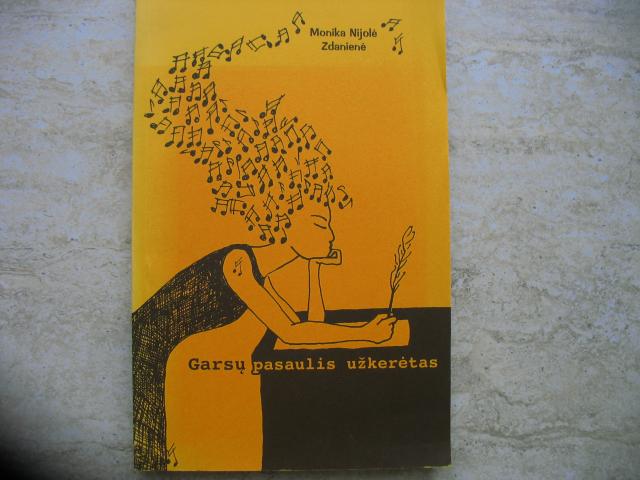 Monika Nijolė
Zdanienė
Garsų pasaulis užkerėtas